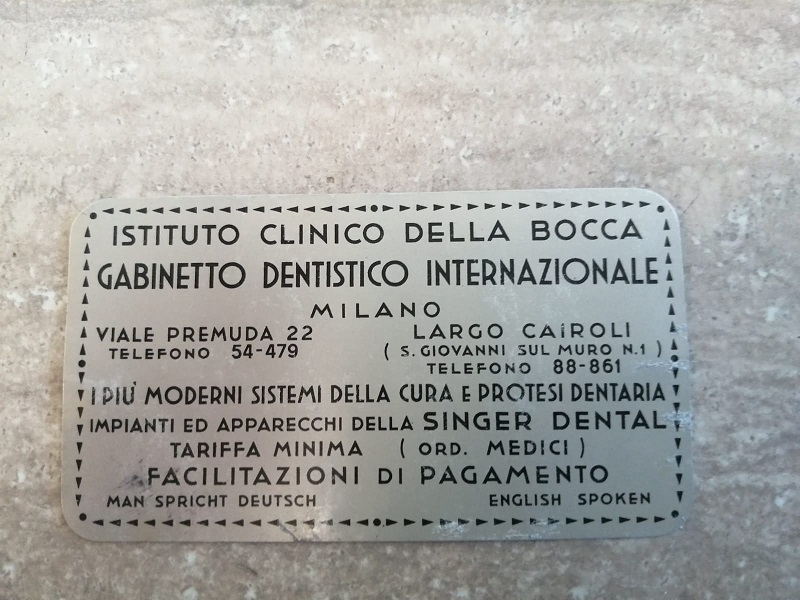 ISTITUTO CLINICO DELLA BOCCA
GABINETTO DENTISTICO INTERNAZIONALE
MILANO
VIALE PREMUDA 22
TELEFONO 54-479
LARGO CAIROLI
( S. GIOVANNI SUL MURO N.1 )
TELEFONO 88-861
I PIU' MODERNI SISTEMI DELLA CURA E PROTESI DENTARIA
IMPIANTI ED APPARECCHI DELLA SINGER DENTAL
TARIFFA MINIMA ( ORD. MEDICI )
FACILITAZIONI DI PAGAMENTO
MAN SPRICHT DEUTSCH ENGLISH SPOKEN